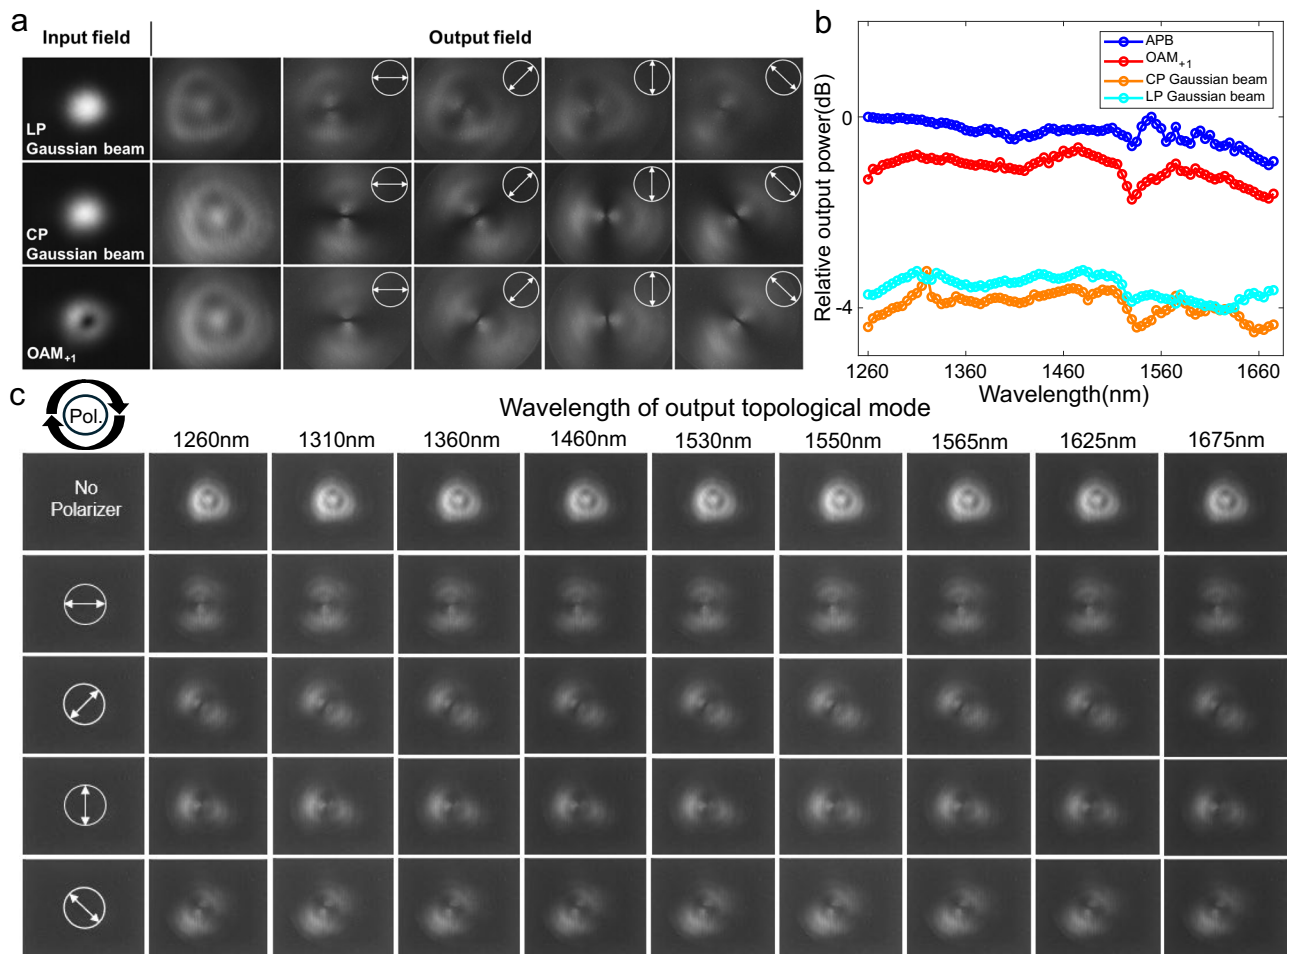 a
Input field
Output field
LP
Gaussian beam
CP
Gaussian beam
OAM+1
b
Relative output power(dB)
0
-4
APB
OAM+1
CP Gaussian beam
LP Gaussian beam
1260
1360
1460
1560
1660
Wavelength(nm)
c
Pol.
Wavelength of output topological mode
1260nm
1310nm
1360nm
1460nm
1530nm
1550nm
1565nm
1625nm
1675nm
No
Polarizer